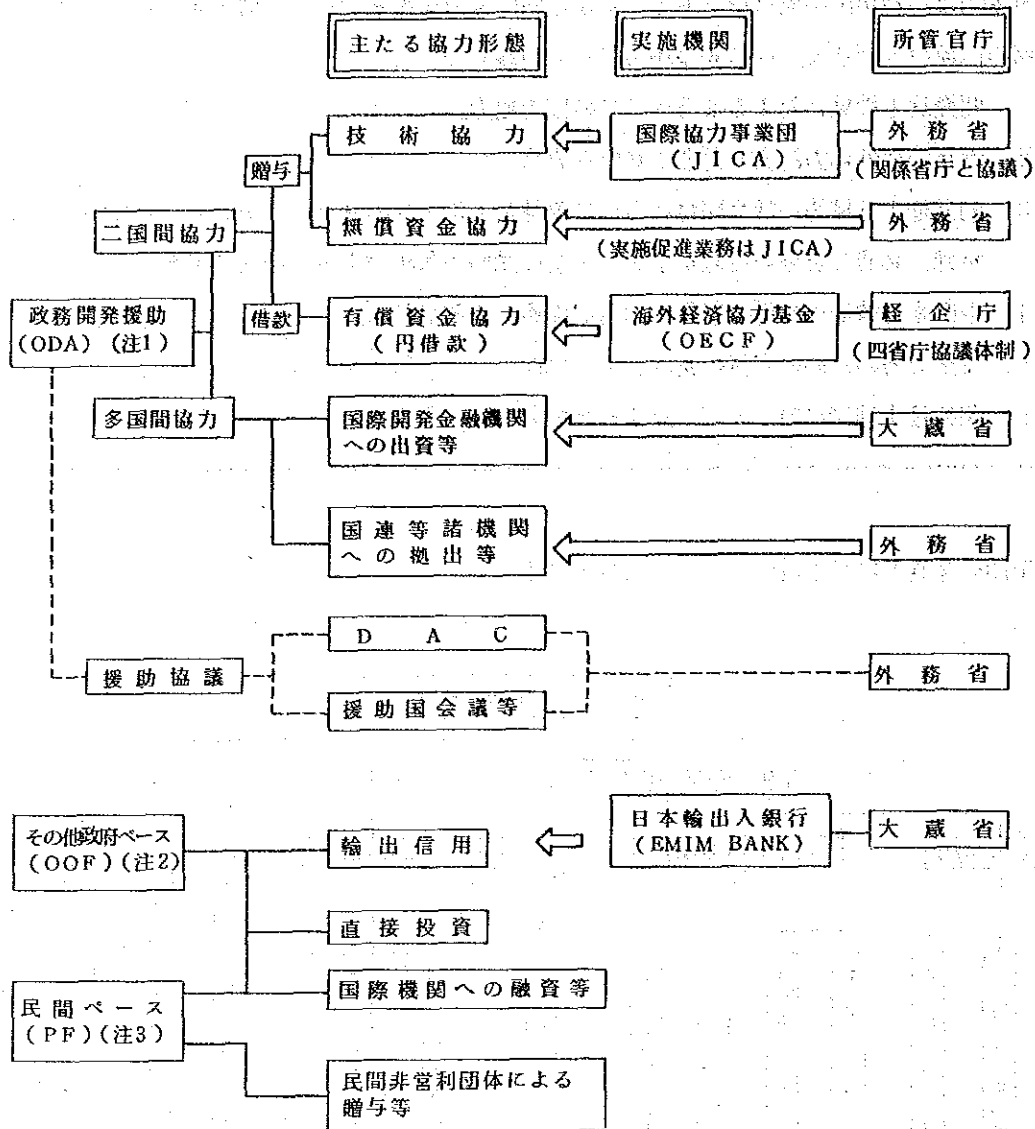 主たる協力形態
実施機関
所管官庁
技術協力
国際協力事業団
(JICA)
外務省
(関係省庁と協議)
贈与
二国間協力
無償資金協力
(実施促進業務はJICA)
外務省
政務開発援助
(ODA) (注1)
借款
有償資金協力
(円借款)
海外経済協力基金
(OECF)
経企庁
(四省庁協議体制)
多国間協力
国際開発金融機関
への出資等
大蔵省
国連等諸機関
への拠出等
外務省
DAC
援助協議
外務省
援助国会議等
その他政府ベース
(OOF)(注2)
輸出信用
日本輸出入銀行
(EMIM BANK)
大蔵省
直接投資
国際機関への融資等
民間ベース
(PF)(注3)
民間非営利団体による
贈与等